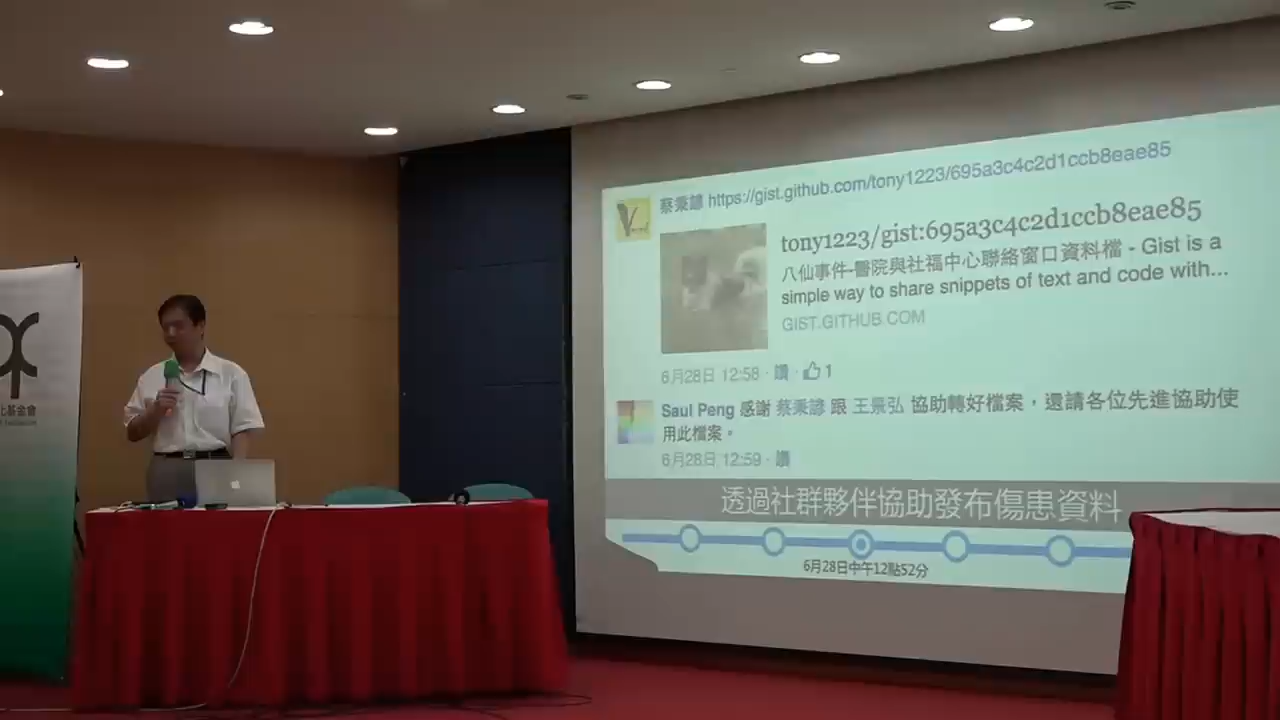 蔡秉諺 https://gist.github.com/tony1223/695a3c4c2d1ccb8eae85
tony1223/gist:695a3c4c2d1ccb8eae85
八仙事件-醫院與社福中心聯絡窗口資料檔 - Gist is a
simple way to share snippets of text and code with...
GIST.GITHUB.COM
6月28日 12:58 · 讚 · 1
Saul Peng 感謝 蔡秉諺 跟 王景弘 協助轉好檔案，還請各位先進協助使
用此檔案。
6月28日 12:59 · 讚
透過社群夥伴協助發布傷患資料
6月28日中午12點52分
化基金會